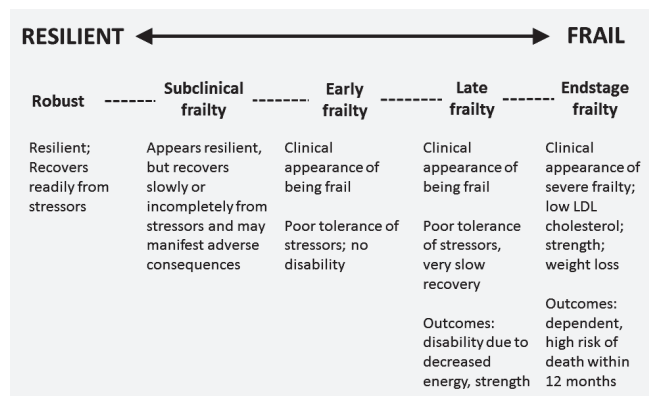 RESILIENT
FRAIL
Robust
Subclinical
frailty
Early
frailty
Late
frailty
Endstage
frailty
Resilient;
Recovers
readily from
stressors
Appears resilient,
but recovers
slowly or
incompletely from
stressors and may
manifest adverse
consequences
Clinical
appearance of
being frail
Poor tolerance of
stressors; no
disability
Clinical
appearance of
being frail
Poor tolerance
of stressors,
very slow
recovery
Outcomes:
disability due to
decreased
energy, strength
Clinical
appearance of
severe frailty;
low LDL
cholesterol;
strength;
weight loss
Outcomes:
dependent,
high risk of
death within
12 months